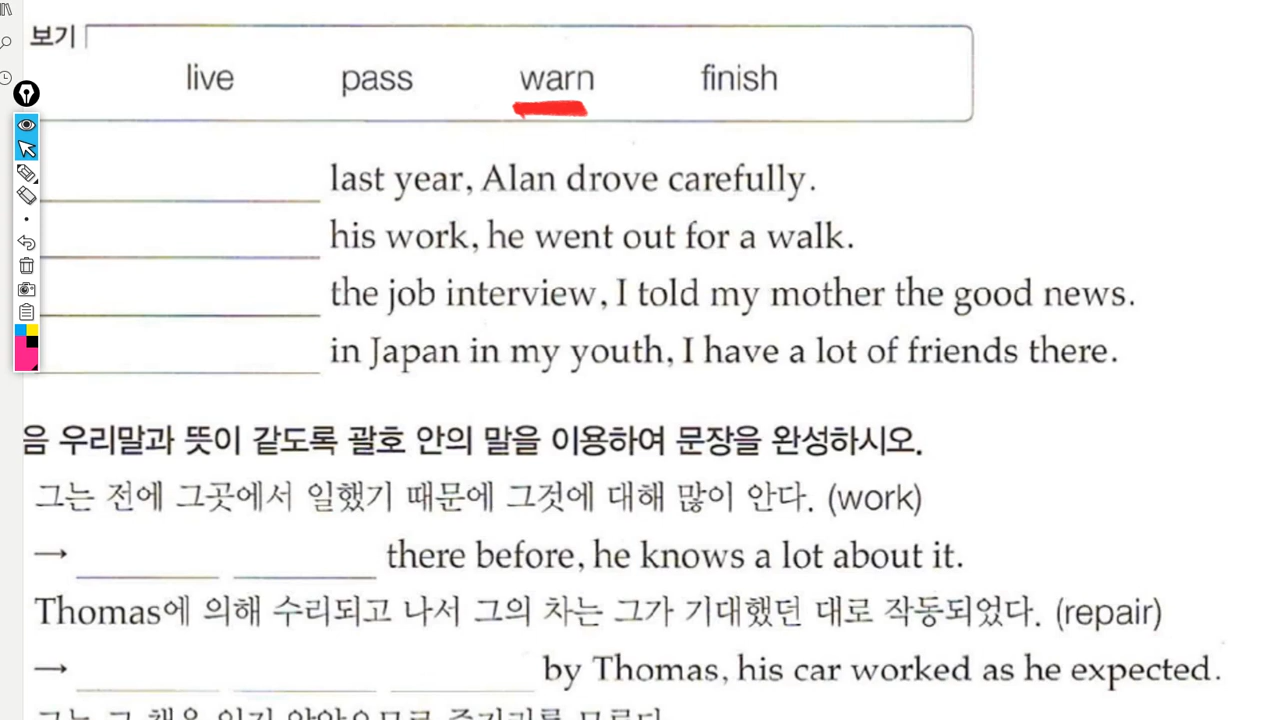 보기
live pass warn finish
last year, Alan drove carefully.
his work, he went out for a walk.
the job interview, I told my mother the good news.
in Japan in my youth, I have a lot of friends there.
음 우리말과 뜻이 같도록 괄호 안의 말을 이용하여 문장을 완성하시오.
그는 전에 그곳에서 일했기 때문에 그것에 대해 많이 안다. (work)
→ there before, he knows a lot about it.
Thomas에 의해 수리되고 나서 그의 차는 그가 기대했던 대로 작동되었다. (repair)
→ by Thomas, his car worked as he expected.